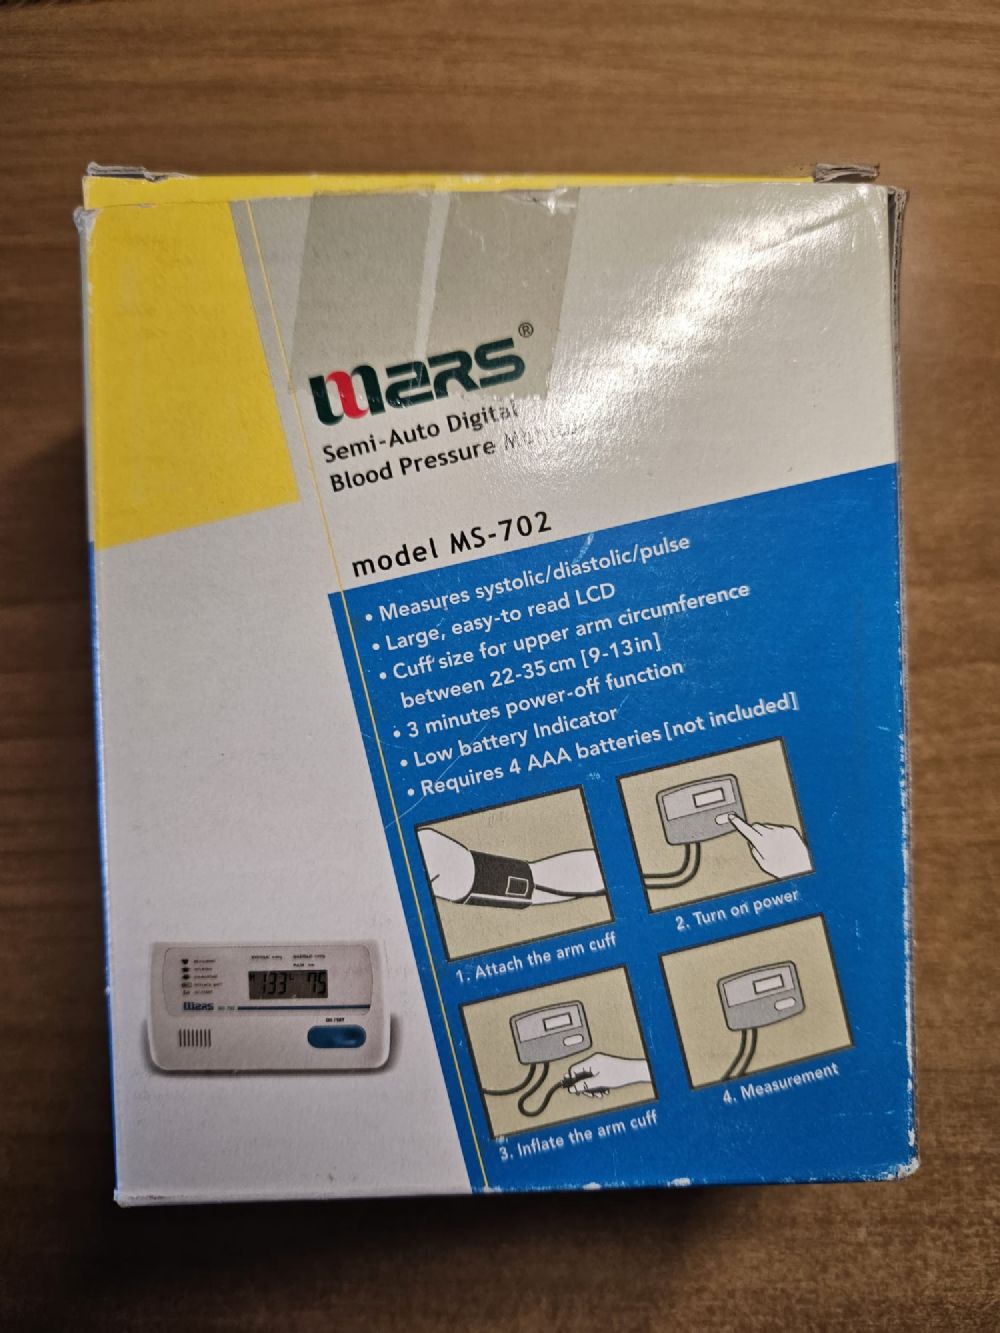 mars®
Semi-Auto Digital
Blood Pressure Monitor
model MS-702
• Measures systolic/diastolic/pulse
• Large, easy-to read LCD
• Cuff size for upper arm circumference
between 22-35cm [9-13in]
• 3 minutes power-off function
• Low battery Indicator
• Requires 4 AAA batteries [not included]
1. Attach the arm cuff
2. Turn on power
3. Inflate the arm cuff
4. Measurement
133 75
mars MS-702